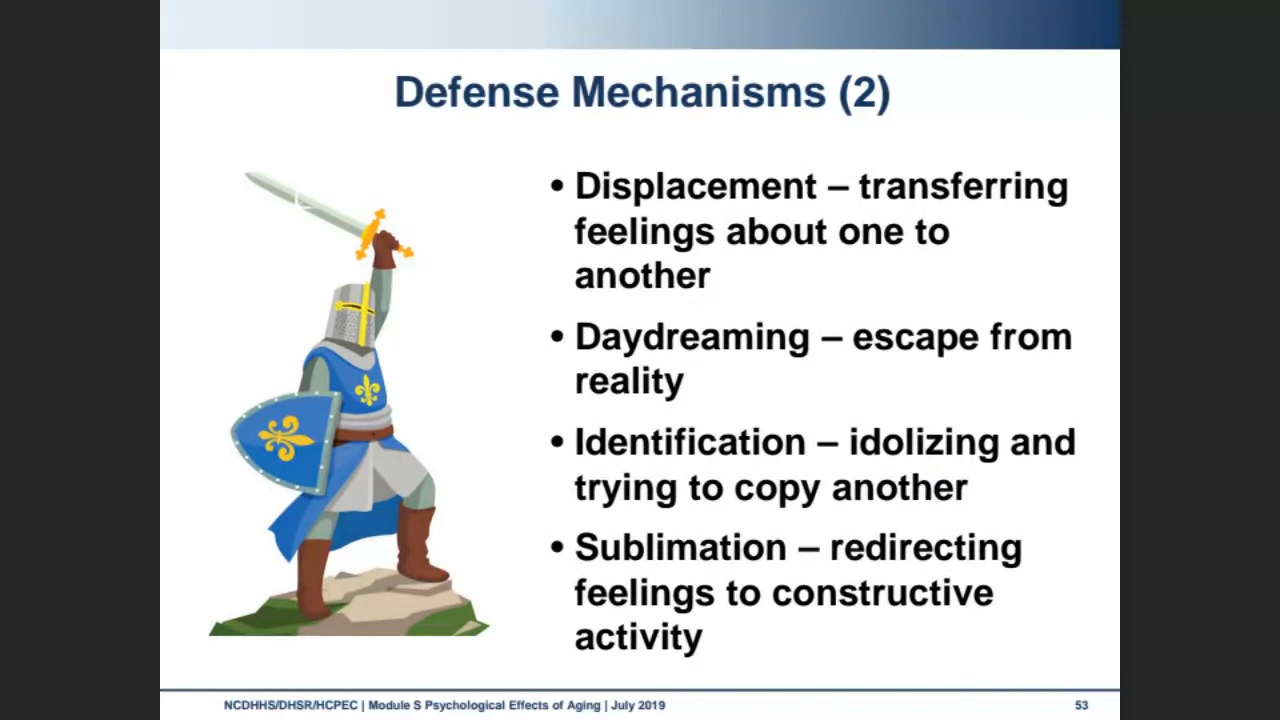 Defense Mechanisms (2)
• Displacement – transferring
feelings about one to
another
• Daydreaming – escape from
reality
• Identification – idolizing and
trying to copy another
• Sublimation – redirecting
feelings to constructive
activity
NCDHHS/DHSR/HCPEC | Module S Psychological Effects of Aging | July 2019
53